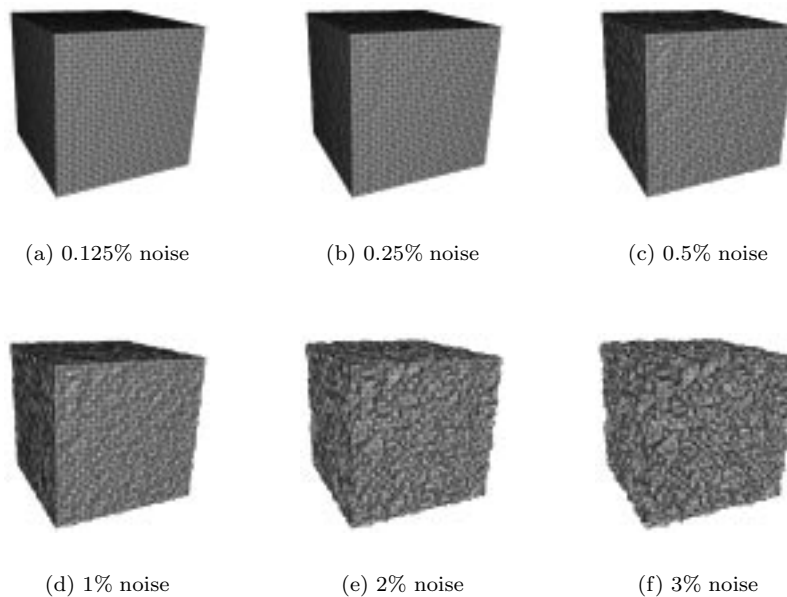 (a) 0.125% noise
(b) 0.25% noise
(c) 0.5% noise
(d) 1% noise
(e) 2% noise
(f) 3% noise